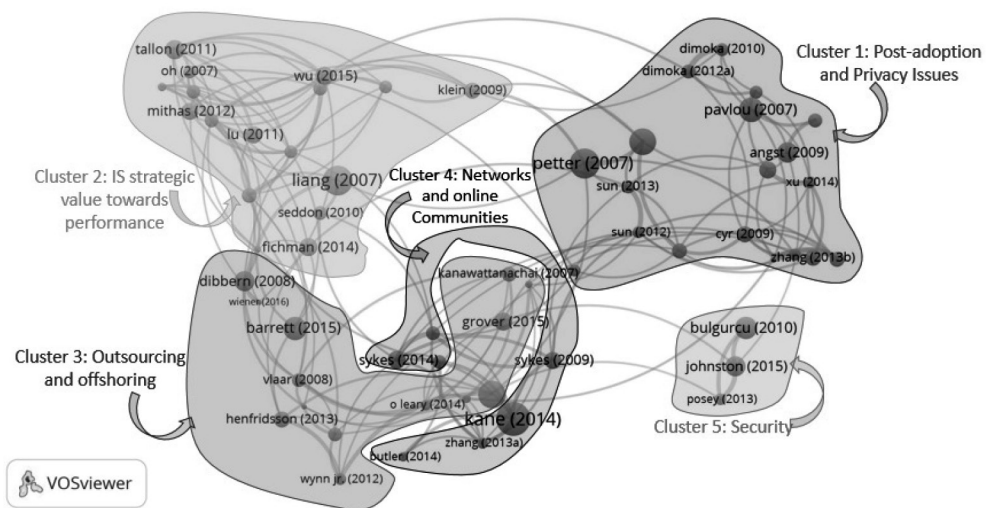 tallon (2011)
oh (2007)
mithas (2012)
wu (2015)
klein (2009)
lu (2011)
liang (2007)
seddon (2010)
fichman (2014)
Cluster 2: IS strategic
value towards
performance
Cluster 4: Networks
and online
Communities
dimoka (2010)
dimoka (2012a)
pavlou (2007)
angst (2009)
petter (2007)
sun (2013)
xu (2014)
sun (2012)
cyr (2009)
zhang (2013b)
Cluster 1: Post-adoption
and Privacy Issues
dibbern (2008)
wienen (2016)
barrett (2015)
vlaar (2008)
henfridsson (2013)
wynn jr. (2012)
Cluster 3: Outsourcing
and offshoring
kanawattanachai (2007)
grover (2015)
sykes (2014)
sykes (2009)
o leary (2014)
kane (2014)
zhang (2013a)
butler (2014)
bulgurcu (2010)
johnston (2015)
posey (2013)
Cluster 5: Security
VOSviewer